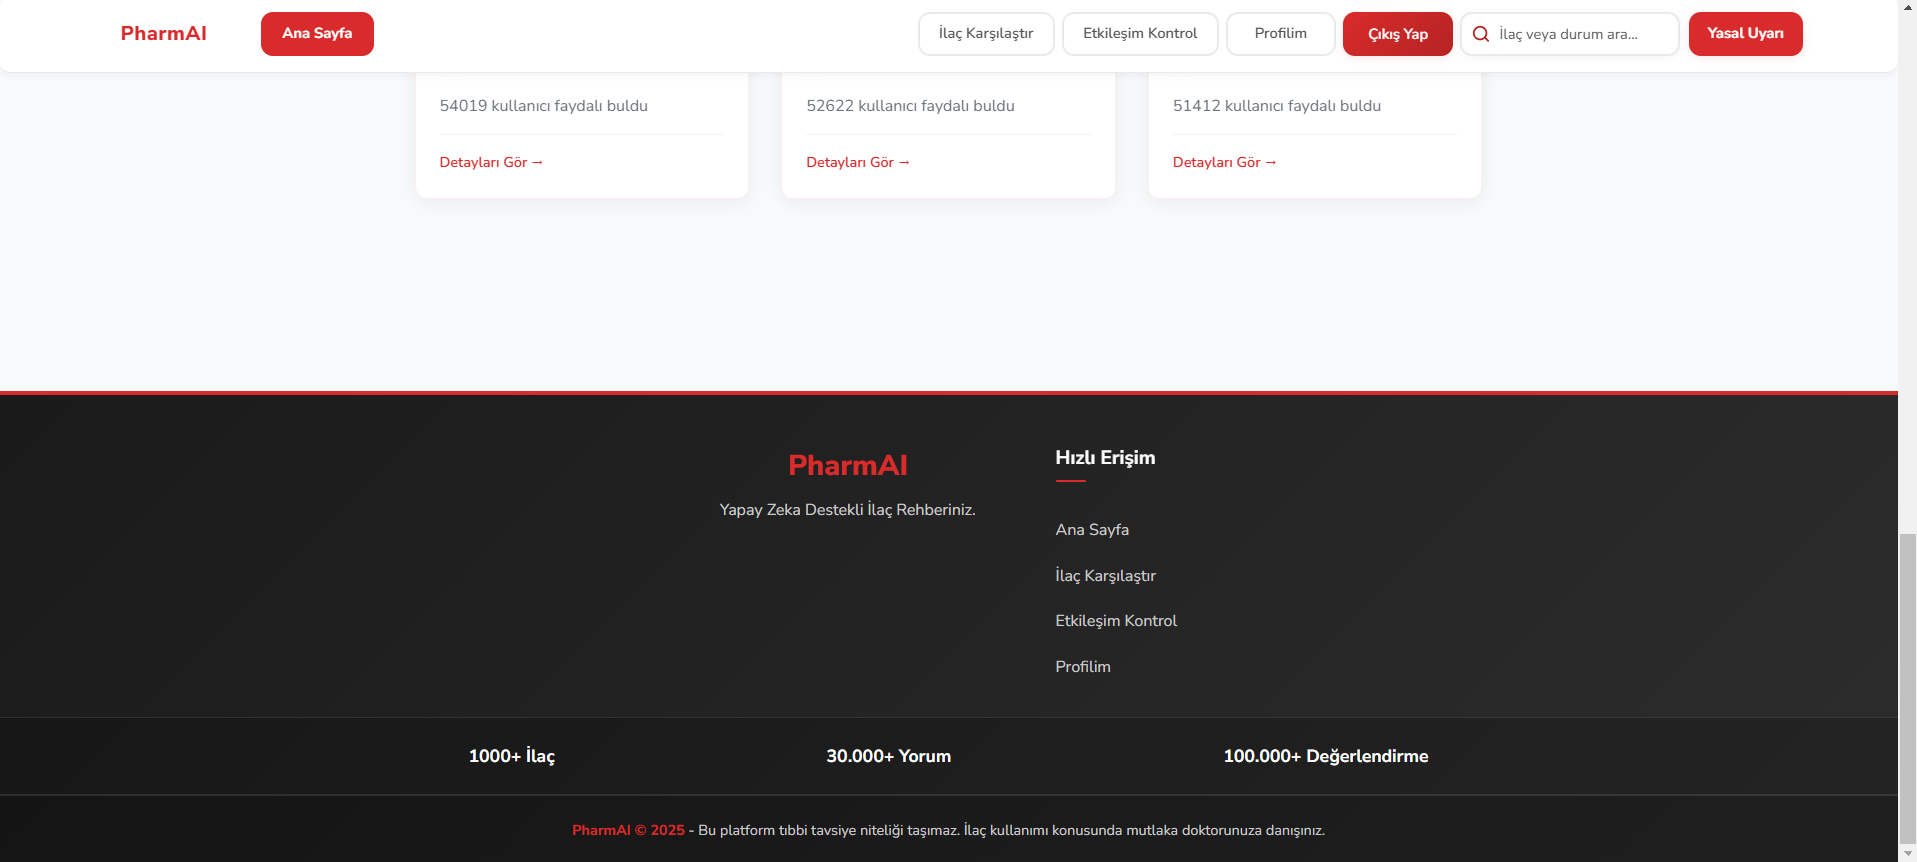 PharmAI
Ana Sayfa
İlaç Karşılaştır
Etkileşim Kontrol
Profilim
Çıkış Yap
İlaç veya durum ara...
Yasal Uyarı
54019 kullanıcı faydalı buldu
Detayları Gör →
52622 kullanıcı faydalı buldu
Detayları Gör →
51412 kullanıcı faydalı buldu
Detayları Gör →
PharmAI
Yapay Zeka Destekli İlaç Rehberiniz.
Hızlı Erişim
Ana Sayfa
İlaç Karşılaştır
Etkileşim Kontrol
Profilim
1000+ İlaç
30.000+ Yorum
100.000+ Değerlendirme
PharmAI © 2025 - Bu platform tıbbi tavsiye niteliği taşımaz. İlaç kullanımı konusunda mutlaka doktorunuza danışınız.